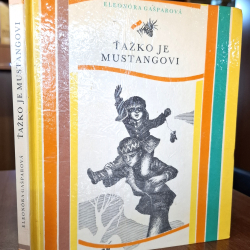 ELEONÓRA GAŠPAROVÁ
ŤAŽKO JE
MUSTANGOVI
ELEONÓRA GAŠPAROVÁ
ŤAŽKO JE MUSTANGOVI